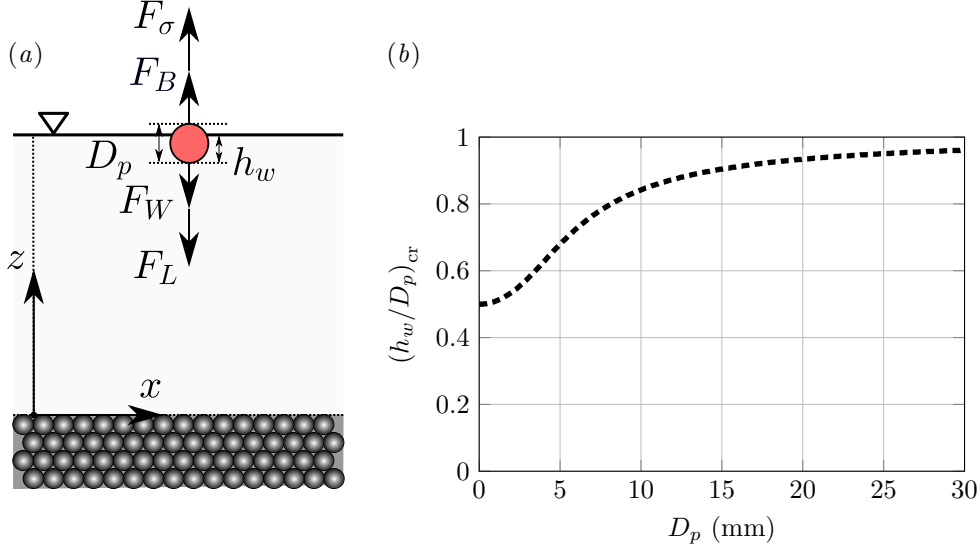 (a)
F_σ
F_B
D_p
h_w
F_W
F_L
z
x
(b)
(h_w/D_p)_cr
1
0.8
0.6
0.4
0.2
0
0 5 10 15 20 25 30
D_p (mm)